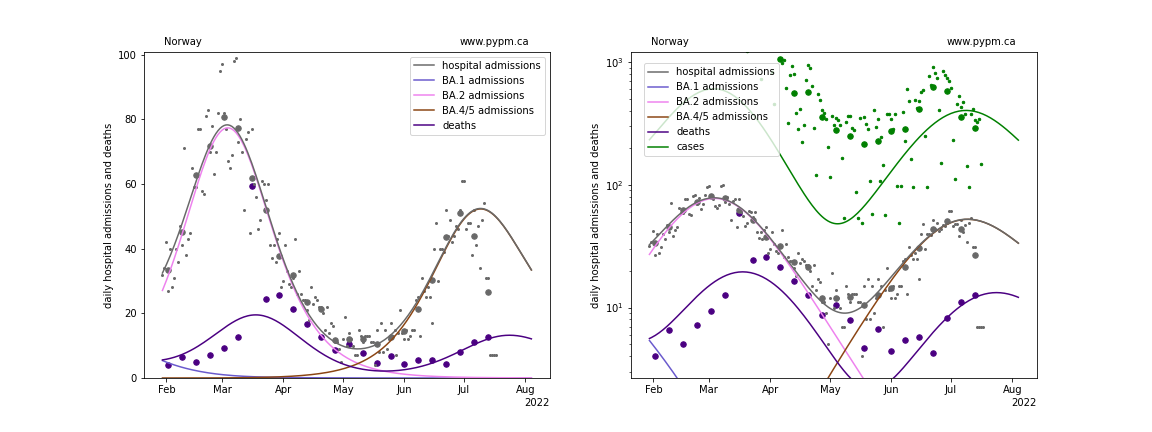 Norway
www.pypm.ca
daily hospital admissions and deaths
100
80
60
40
20
0
hospital admissions
BA.1 admissions
BA.2 admissions
BA.4/5 admissions
deaths
Feb Mar Apr May Jun Jul Aug
2022
Norway
www.pypm.ca
daily hospital admissions and deaths
10³
10²
10¹
hospital admissions
BA.1 admissions
BA.2 admissions
BA.4/5 admissions
deaths
cases
Feb Mar Apr May Jun Jul Aug
2022